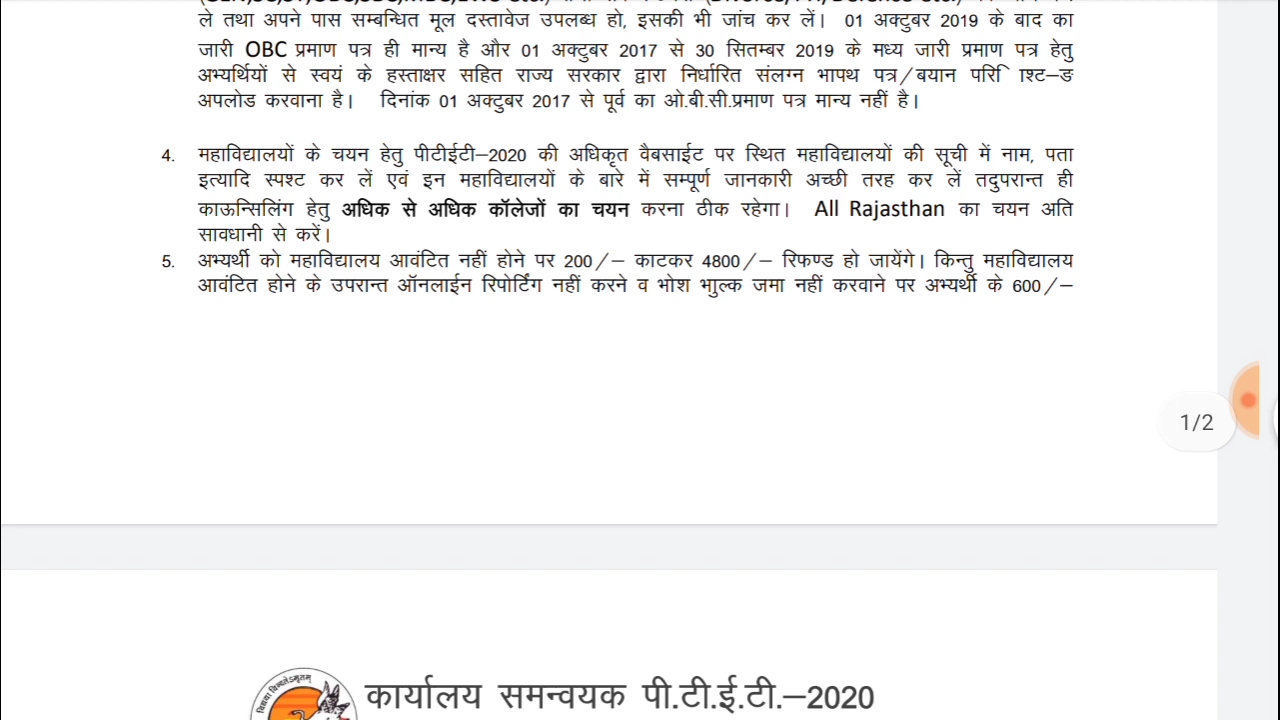 ले तथा अपने पास सम्बन्धित मूल दस्तावेज उपलब्ध हो, इसकी भी जांच कर लें। 01 अक्टुबर 2019 के बाद का
जारी OBC प्रमाण पत्र ही मान्य है और 01 अक्टुबर 2017 से 30 सितम्बर 2019 के मध्य जारी प्रमाण पत्र हेतु
अभ्यर्थियों से स्वयं के हस्ताक्षर सहित राज्य सरकार द्वारा निर्धारित संलग्न भापथ पत्र/बयान परिि ाश्ट–ङ
अपलोड करवाना है। दिनांक 01 अक्टुबर 2017 से पूर्व का ओ.बी.सी.प्रमाण पत्र मान्य नहीं है।
4. महाविद्यालयों के चयन हेतु पीटीईटी–2020 की अधिकृत वैबसाईट पर स्थित महाविद्यालयों की सूची में नाम, पता
इत्यादि स्पश्ट कर लें एवं इन महाविद्यालयों के बारे में सम्पूर्ण जानकारी अच्छी तरह कर लें तदुपरान्त ही
काऊन्सिलिंग हेतु अधिक से अधिक कॉलेजों का चयन करना ठीक रहेगा। All Rajasthan का चयन अति
सावधानी से करें।
5. अभ्यर्थी को महाविद्यालय आवंटित नहीं होने पर 200/– काटकर 4800/– रिफण्ड हो जायेंगे। किन्तु महाविद्यालय
आवंटित होने के उपरान्त ऑनलाईन रिपोर्टिंग नहीं करने व भोश भाुल्क जमा नहीं करवाने पर अभ्यर्थी के 600/–
1/2
कार्यालय समन्वयक पी.टी.ई.टी.–2020